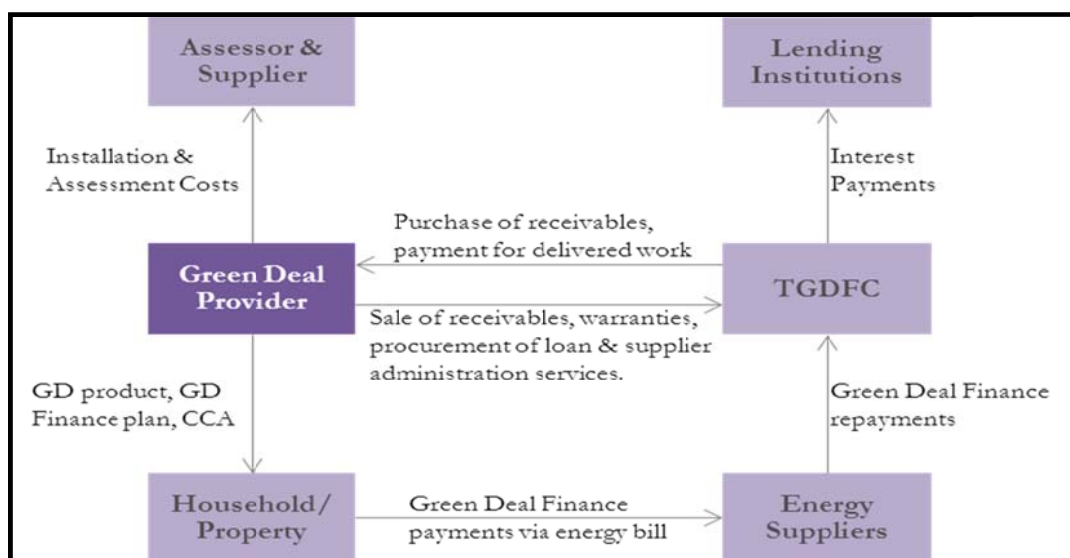 Assessor &
Supplier
Lending
Institutions
Installation &
Assessment Costs
Interest
Payments
Purchase of receivables,
payment for delivered work
Green Deal
Provider
TGDFC
Sale of receivables, warranties,
procurement of loan & supplier
administration services.
GD product, GD
Finance plan, CCA
Green Deal Finance
repayments
Household/
Property
Green Deal Finance
payments via energy bill
Energy
Suppliers